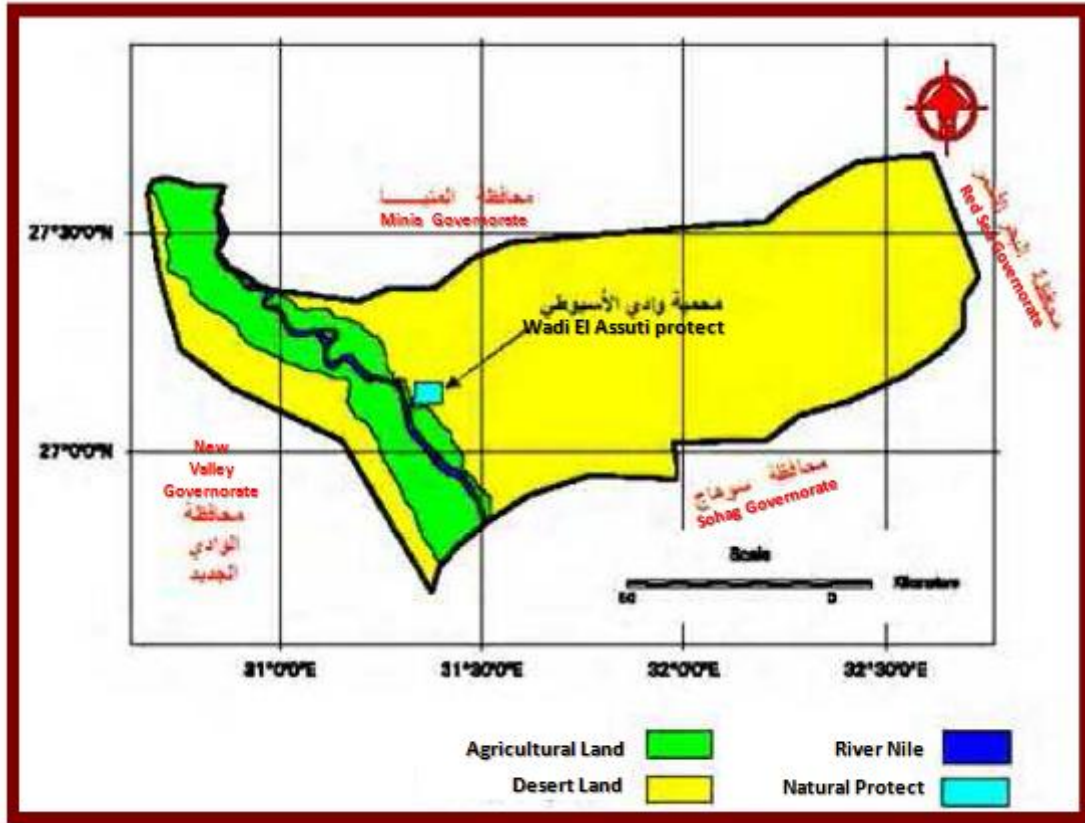 محافظة المنيا
Minia Governorate
محافظة البحر الأحمر
Red Sea Governorate
27°30'0"N
محمية وادي الأسيوطي
Wadi El Assuti protect
27°0'0"N
New
Valley
Governorate
محافظة
الوادي
الجديد
محافظة سوهاج
Sohag Governorate
Scale
0
Kilometers
31°0'0"E
31°30'0"E
32°0'0"E
32°30'0"E
Agricultural Land
River Nile
Desert Land
Natural Protect